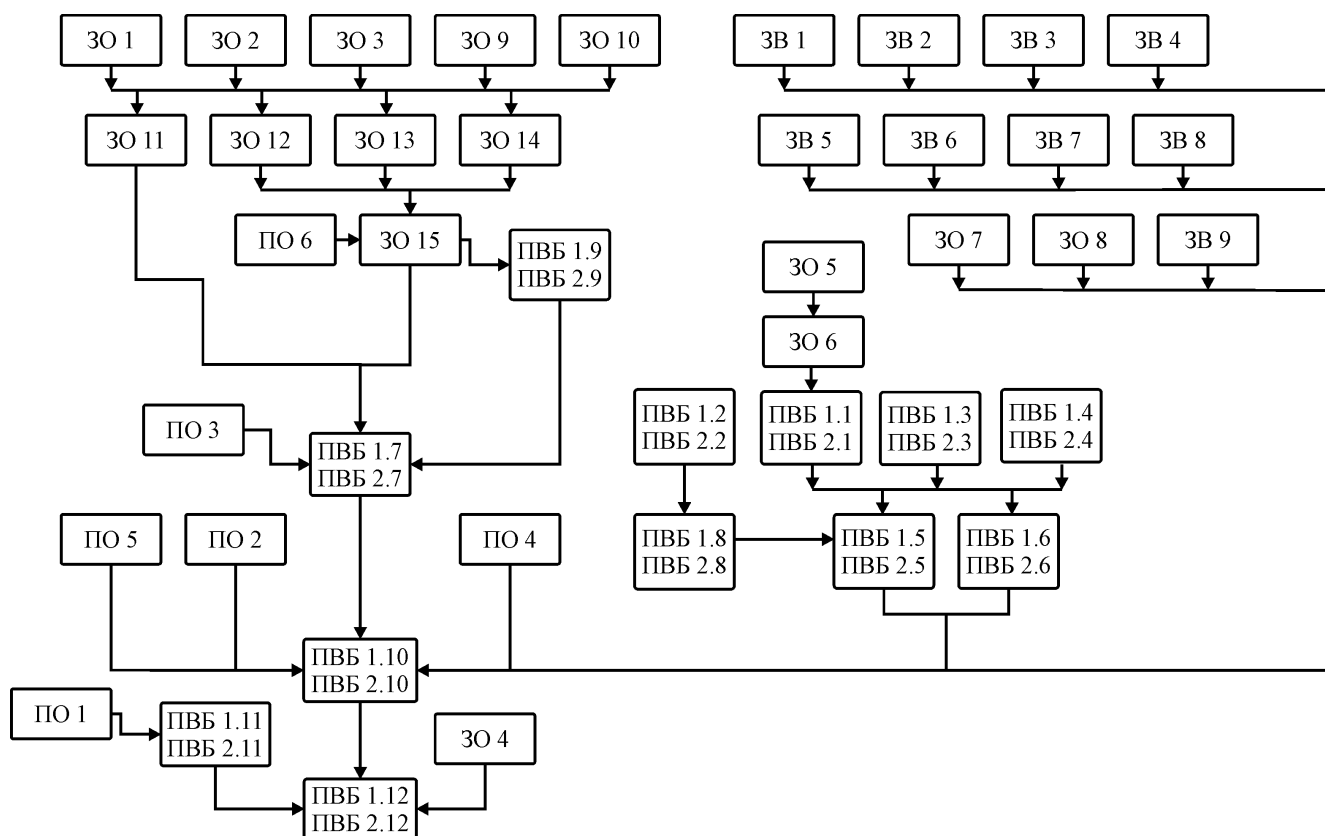 ЗО 1
ЗО 2
ЗО 3
ЗО 9
ЗО 10
ЗВ 1
ЗВ 2
ЗВ 3
ЗВ 4
ЗО 11
ЗО 12
ЗО 13
ЗО 14
ЗВ 5
ЗВ 6
ЗВ 7
ЗВ 8
ПО 6
ЗО 15
ПВБ 1.9
ПВБ 2.9
ЗО 5
ЗО 7
ЗО 8
ЗВ 9
ЗО 6
ПО 3
ПВБ 1.7
ПВБ 2.7
ПВБ 1.2
ПВБ 2.2
ПВБ 1.1
ПВБ 2.1
ПВБ 1.3
ПВБ 2.3
ПВБ 1.4
ПВБ 2.4
ПО 5
ПО 2
ПО 4
ПВБ 1.8
ПВБ 2.8
ПВБ 1.5
ПВБ 2.5
ПВБ 1.6
ПВБ 2.6
ПВБ 1.10
ПВБ 2.10
ПО 1
ПВБ 1.11
ПВБ 2.11
ЗО 4
ПВБ 1.12
ПВБ 2.12